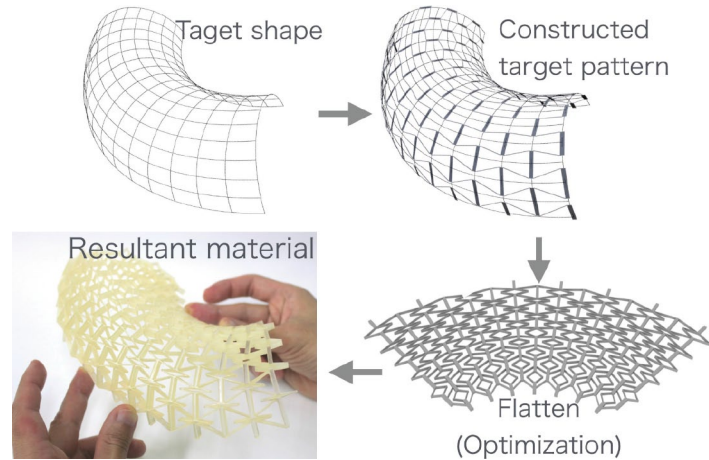 Taget shape
Constructed
target pattern
Resultant material
Flatten
(Optimization)